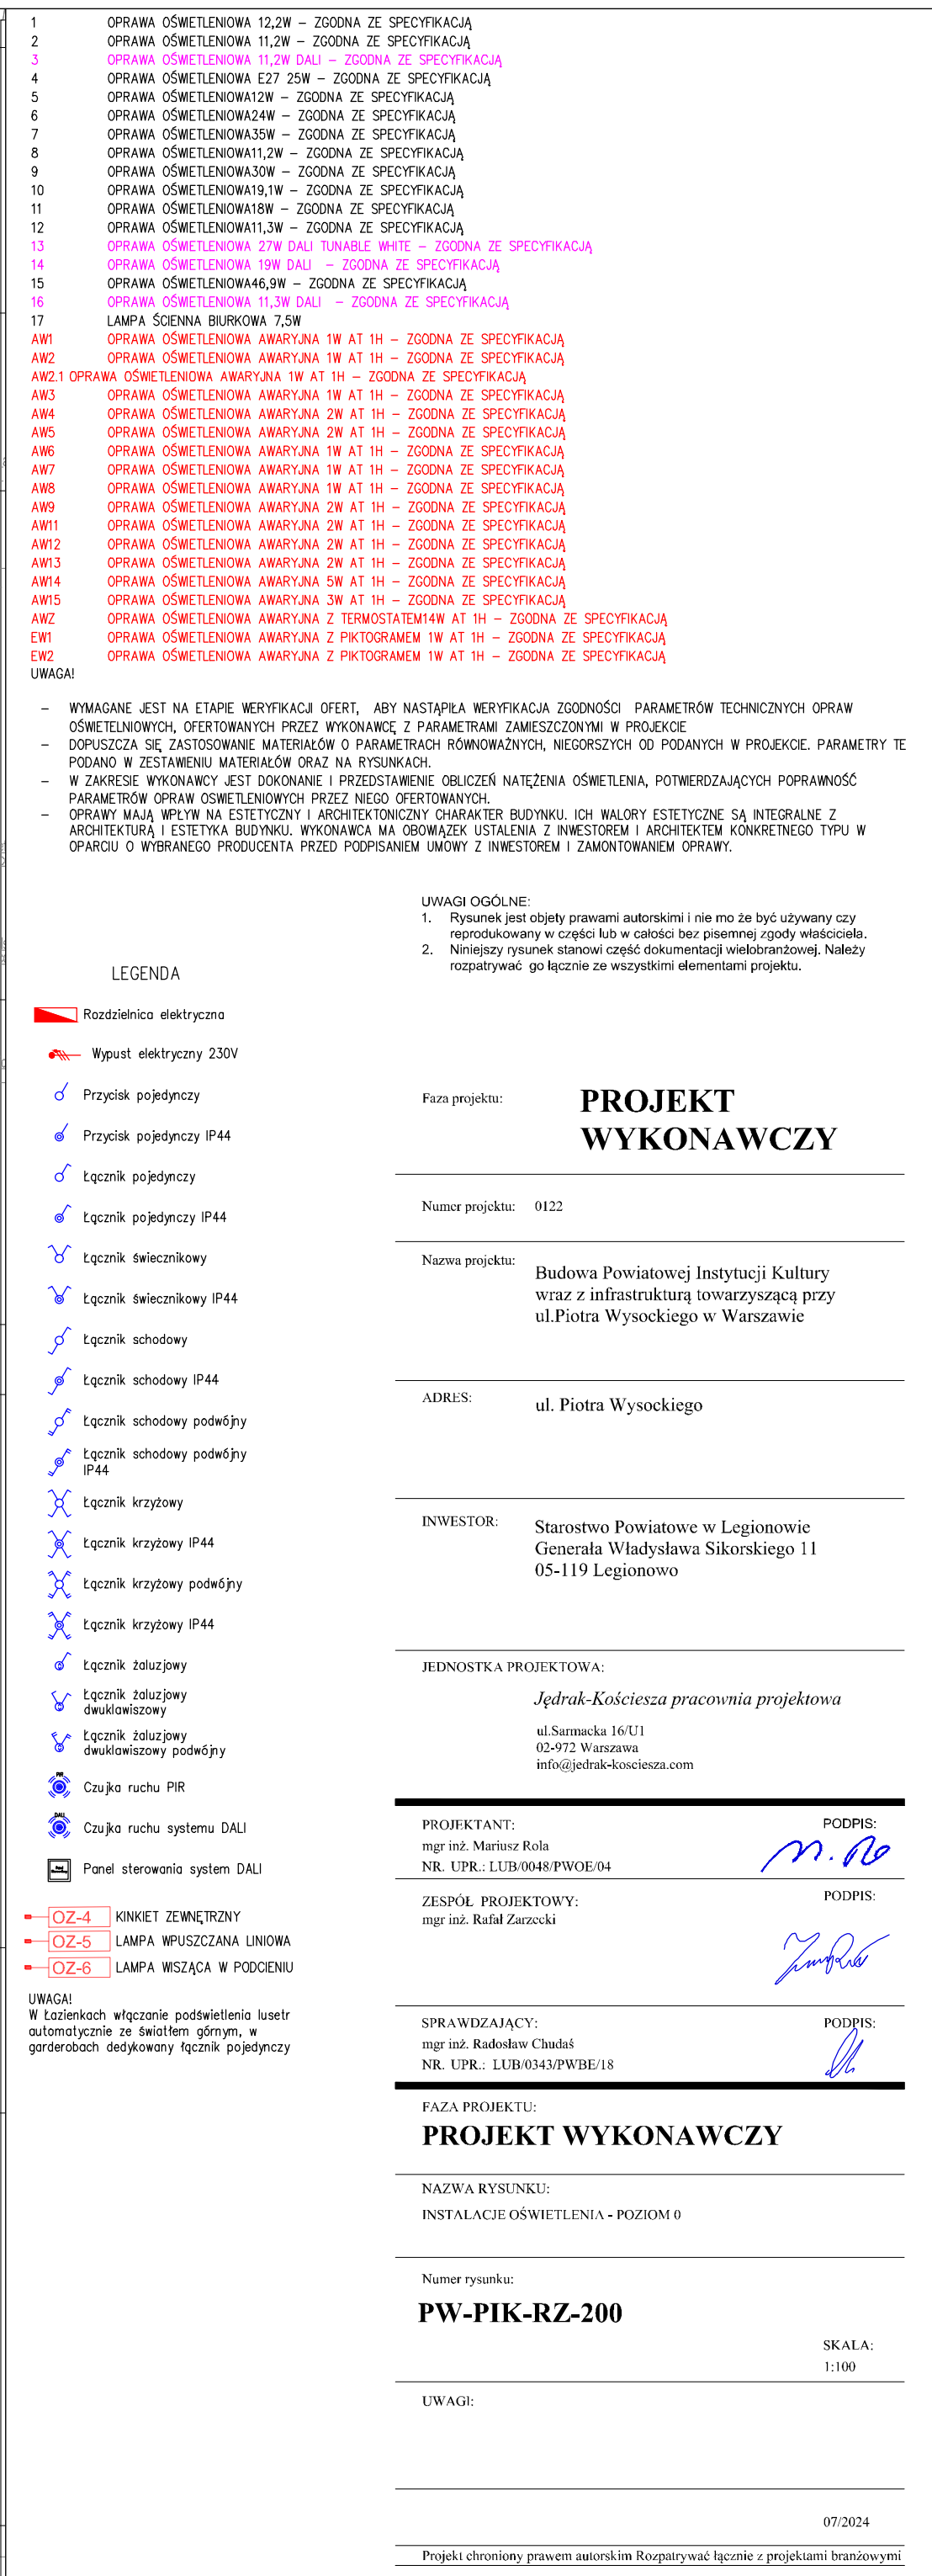 1 OPRAWA OŚWIETLENIOWA 12,2W – ZGODNA ZE SPECYFIKACJĄ
2 OPRAWA OŚWIETLENIOWA 11,2W – ZGODNA ZE SPECYFIKACJĄ
3 OPRAWA OŚWIETLENIOWA 11,2W DALI – ZGODNA ZE SPECYFIKACJĄ
4 OPRAWA OŚWIETLENIOWA E27 25W – ZGODNA ZE SPECYFIKACJĄ
5 OPRAWA OŚWIETLENIOWA12W – ZGODNA ZE SPECYFIKACJĄ
6 OPRAWA OŚWIETLENIOWA24W – ZGODNA ZE SPECYFIKACJĄ
7 OPRAWA OŚWIETLENIOWA35W – ZGODNA ZE SPECYFIKACJĄ
8 OPRAWA OŚWIETLENIOWA11,2W – ZGODNA ZE SPECYFIKACJĄ
9 OPRAWA OŚWIETLENIOWA30W – ZGODNA ZE SPECYFIKACJĄ
10 OPRAWA OŚWIETLENIOWA19,1W – ZGODNA ZE SPECYFIKACJĄ
11 OPRAWA OŚWIETLENIOWA18W – ZGODNA ZE SPECYFIKACJĄ
12 OPRAWA OŚWIETLENIOWA11,3W – ZGODNA ZE SPECYFIKACJĄ
13 OPRAWA OŚWIETLENIOWA 27W DALI TUNABLE WHITE – ZGODNA ZE SPECYFIKACJĄ
14 OPRAWA OŚWIETLENIOWA 19W DALI – ZGODNA ZE SPECYFIKACJĄ
15 OPRAWA OŚWIETLENIOWA46,9W – ZGODNA ZE SPECYFIKACJĄ
16 OPRAWA OŚWIETLENIOWA 11,3W DALI – ZGODNA ZE SPECYFIKACJĄ
17 LAMPA ŚCIENNA BIURKOWA 7,5W
AW1 OPRAWA OŚWIETLENIOWA AWARYJNA 1W AT 1H – ZGODNA ZE SPECYFIKACJĄ
AW2 OPRAWA OŚWIETLENIOWA AWARYJNA 1W AT 1H – ZGODNA ZE SPECYFIKACJĄ
AW2.1 OPRAWA OŚWIETLENIOWA AWARYJNA 1W AT 1H – ZGODNA ZE SPECYFIKACJĄ
AW3 OPRAWA OŚWIETLENIOWA AWARYJNA 1W AT 1H – ZGODNA ZE SPECYFIKACJĄ
AW4 OPRAWA OŚWIETLENIOWA AWARYJNA 2W AT 1H – ZGODNA ZE SPECYFIKACJĄ
AW5 OPRAWA OŚWIETLENIOWA AWARYJNA 2W AT 1H – ZGODNA ZE SPECYFIKACJĄ
AW6 OPRAWA OŚWIETLENIOWA AWARYJNA 1W AT 1H – ZGODNA ZE SPECYFIKACJĄ
AW7 OPRAWA OŚWIETLENIOWA AWARYJNA 1W AT 1H – ZGODNA ZE SPECYFIKACJĄ
AW8 OPRAWA OŚWIETLENIOWA AWARYJNA 1W AT 1H – ZGODNA ZE SPECYFIKACJĄ
AW9 OPRAWA OŚWIETLENIOWA AWARYJNA 2W AT 1H – ZGODNA ZE SPECYFIKACJĄ
AW11 OPRAWA OŚWIETLENIOWA AWARYJNA 2W AT 1H – ZGODNA ZE SPECYFIKACJĄ
AW12 OPRAWA OŚWIETLENIOWA AWARYJNA 2W AT 1H – ZGODNA ZE SPECYFIKACJĄ
AW13 OPRAWA OŚWIETLENIOWA AWARYJNA 2W AT 1H – ZGODNA ZE SPECYFIKACJĄ
AW14 OPRAWA OŚWIETLENIOWA AWARYJNA 5W AT 1H – ZGODNA ZE SPECYFIKACJĄ
AW15 OPRAWA OŚWIETLENIOWA AWARYJNA 3W AT 1H – ZGODNA ZE SPECYFIKACJĄ
AWZ OPRAWA OŚWIETLENIOWA AWARYJNA Z TERMOSTATEM14W AT 1H – ZGODNA ZE SPECYFIKACJĄ
EW1 OPRAWA OŚWIETLENIOWA AWARYJNA Z PIKTOGRAMEM 1W AT 1H – ZGODNA ZE SPECYFIKACJĄ
EW2 OPRAWA OŚWIETLENIOWA AWARYJNA Z PIKTOGRAMEM 1W AT 1H – ZGODNA ZE SPECYFIKACJĄ
UWAGA!
– WYMAGANE JEST NA ETAPIE WERYFIKACJI OFERT, ABY NASTĄPIŁA WERYFIKACJA ZGODNOŚCI PARAMETRÓW TECHNICZNYCH OPRAW
OŚWIETELNIOWYCH, OFERTOWANYCH PRZEZ WYKONAWCĘ Z PARAMETRAMI ZAMIESZCZONYMI W PROJEKCIE
– DOPUSZCZA SIĘ ZASTOSOWANIE MATERIAŁÓW O PARAMETRACH RÓWNOWAŻNYCH, NIEGORSZYCH OD PODANYCH W PROJEKCIE. PARAMETRY TE
PODANO W ZESTAWIENIU MATERIAŁÓW ORAZ NA RYSUNKACH.
– W ZAKRESIE WYKONAWCY JEST DOKONANIE I PRZEDSTAWIENIE OBLICZEŃ NATĘŻENIA OŚWIETLENIA, POTWIERDZAJĄCYCH POPRAWNOŚĆ
PARAMETRÓW OPRAW OSWIETLENIOWYCH PRZEZ NIEGO OFERTOWANYCH.
– OPRAWY MAJĄ WPŁYW NA ESTETYCZNY I ARCHITEKTONICZNY CHARAKTER BUDYNKU. ICH WALORY ESTETYCZNE SĄ INTEGRALNE Z
ARCHITEKTURĄ I ESTETYKA BUDYNKU. WYKONAWCA MA OBOWIĄZEK USTALENIA Z INWESTOREM I ARCHITEKTEM KONKRETNEGO TYPU W
OPARCIU O WYBRANEGO PRODUCENTA PRZED PODPISANIEM UMOWY Z INWESTOREM I ZAMONTOWANIEM OPRAWY.
UWAGI OGÓLNE:
1. Rysunek jest objęty prawami autorskimi i nie mo że być używany czy
reprodukowany w części lub w całości bez pisemnej zgody właściciela.
2. Niniejszy rysunek stanowi część dokumentacji wielobranżowej. Należy
rozpatrywać go łącznie ze wszystkimi elementami projektu.
LEGENDA
Rozdzielnica elektryczna
Wypust elektryczny 230V
Przycisk pojedynczy
Przycisk pojedynczy IP44
Łącznik pojedynczy
Łącznik pojedynczy IP44
Łącznik świecznikowy
Łącznik świecznikowy IP44
Łącznik schodowy
Łącznik schodowy IP44
Łącznik schodowy podwójny
Łącznik schodowy podwójny
IP44
Łącznik krzyżowy
Łącznik krzyżowy IP44
Łącznik krzyżowy podwójny
Łącznik krzyżowy IP44
Łącznik żaluzjowy
Łącznik żaluzjowy
dwuklawiszowy
Łącznik żaluzjowy
dwuklawiszowy podwójny
PIR
Czujka ruchu PIR
DALI
Czujka ruchu systemu DALI
Panel sterowania system DALI
OZ-4 KINKIET ZEWNĘTRZNY
OZ-5 LAMPA WPUSZCZANA LINIOWA
OZ-6 LAMPA WISZĄCA W PODCIENIU
UWAGA!
W Łazienkach włączanie podświetlenia lusetr
automatycznie ze światłem górnym, w
garderobach dedykowany łącznik pojedynczy
Faza projektu: PROJEKT
WYKONAWCZY
Numer projektu: 0122
Nazwa projektu:
Budowa Powiatowej Instytucji Kultury
wraz z infrastrukturą towarzyszącą przy
ul.Piotra Wysockiego w Warszawie
ADRES: ul. Piotra Wysockiego
INWESTOR: Starostwo Powiatowe w Legionowie
Generała Władysława Sikorskiego 11
05-119 Legionowo
JEDNOSTKA PROJEKTOWA:
Jędrak-Kościesza pracownia projektowa
ul.Sarmacka 16/U1
02-972 Warszawa
info@jedrak-kosciesza.com
PROJEKTANT: PODPIS:
mgr inż. Mariusz Rola
NR. UPR.: LUB/0048/PWOE/04
ZESPÓŁ PROJEKTOWY: PODPIS:
mgr inż. Rafał Zarzecki
SPRAWDZAJĄCY: PODPIS:
mgr inż. Radosław Chudaś
NR. UPR.: LUB/0343/PWBE/18
FAZA PROJEKTU:
PROJEKT WYKONAWCZY
NAZWA RYSUNKU:
INSTALACJE OŚWIETLENIA - POZIOM 0
Numer rysunku:
PW-PIK-RZ-200
SKALA:
1:100
UWAGI:
07/2024
Projekt chroniony prawem autorskim Rozpatrywać łącznie z projektami branżowymi